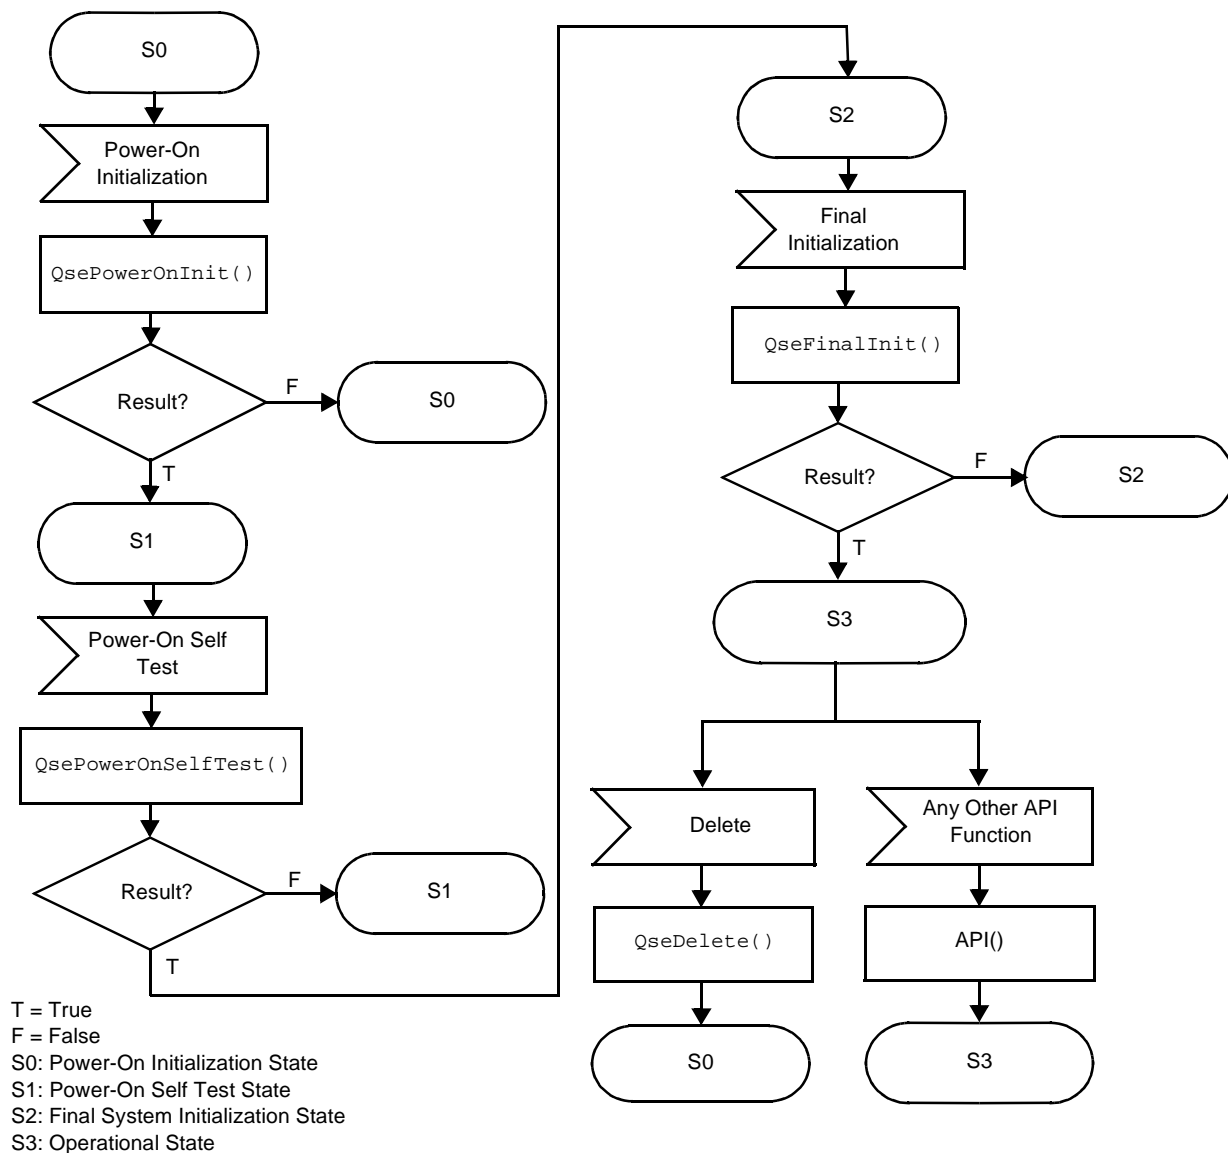 S0
Power-On
Initialization
QsePowerOnInit()
Result?
F
S0
T
S1
Power-On Self
Test
QsePowerOnSelfTest()
Result?
F
S1
T
S2
Final
Initialization
QseFinalInit()
Result?
F
S2
T
S3
Delete
QseDelete()
S0
Any Other API
Function
API()
S3
T = True
F = False
S0: Power-On Initialization State
S1: Power-On Self Test State
S2: Final System Initialization State
S3: Operational State